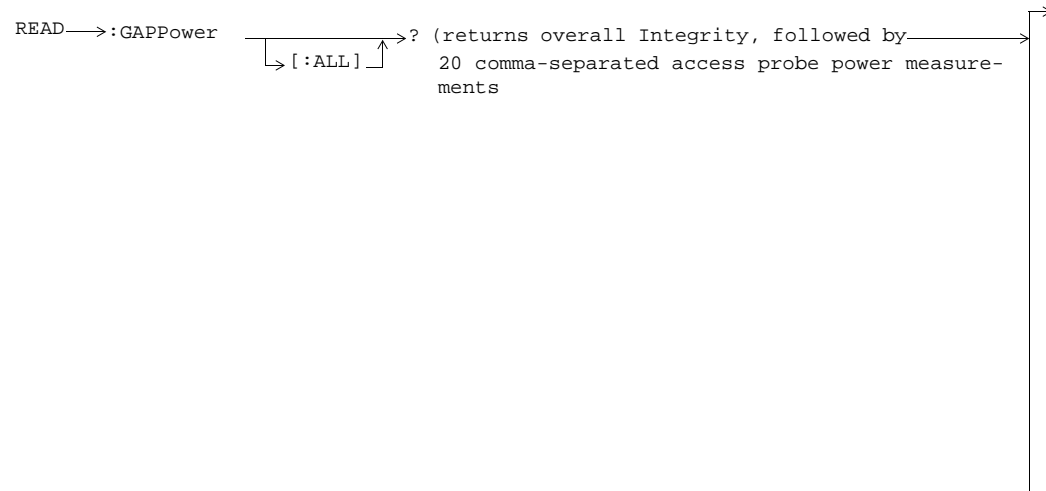 READ :GAPPower ? (returns overall Integrity, followed by
[:ALL] 20 comma-separated access probe power measure-
ments